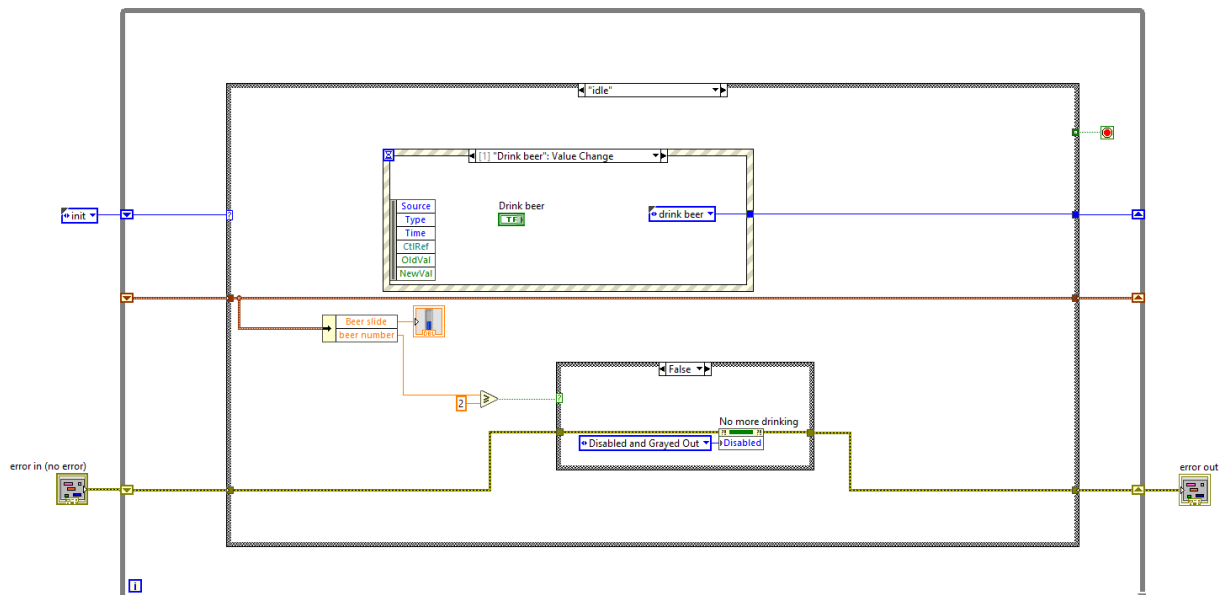 "idle"
[1] "Drink beer": Value Change
init
Source
Type
Time
CtlRef
OldVal
NewVal
Drink beer
TF
drink beer
Beer slide
beer number
2
False
No more drinking
Disabled and Grayed Out
Disabled
error in (no error)
error out
i